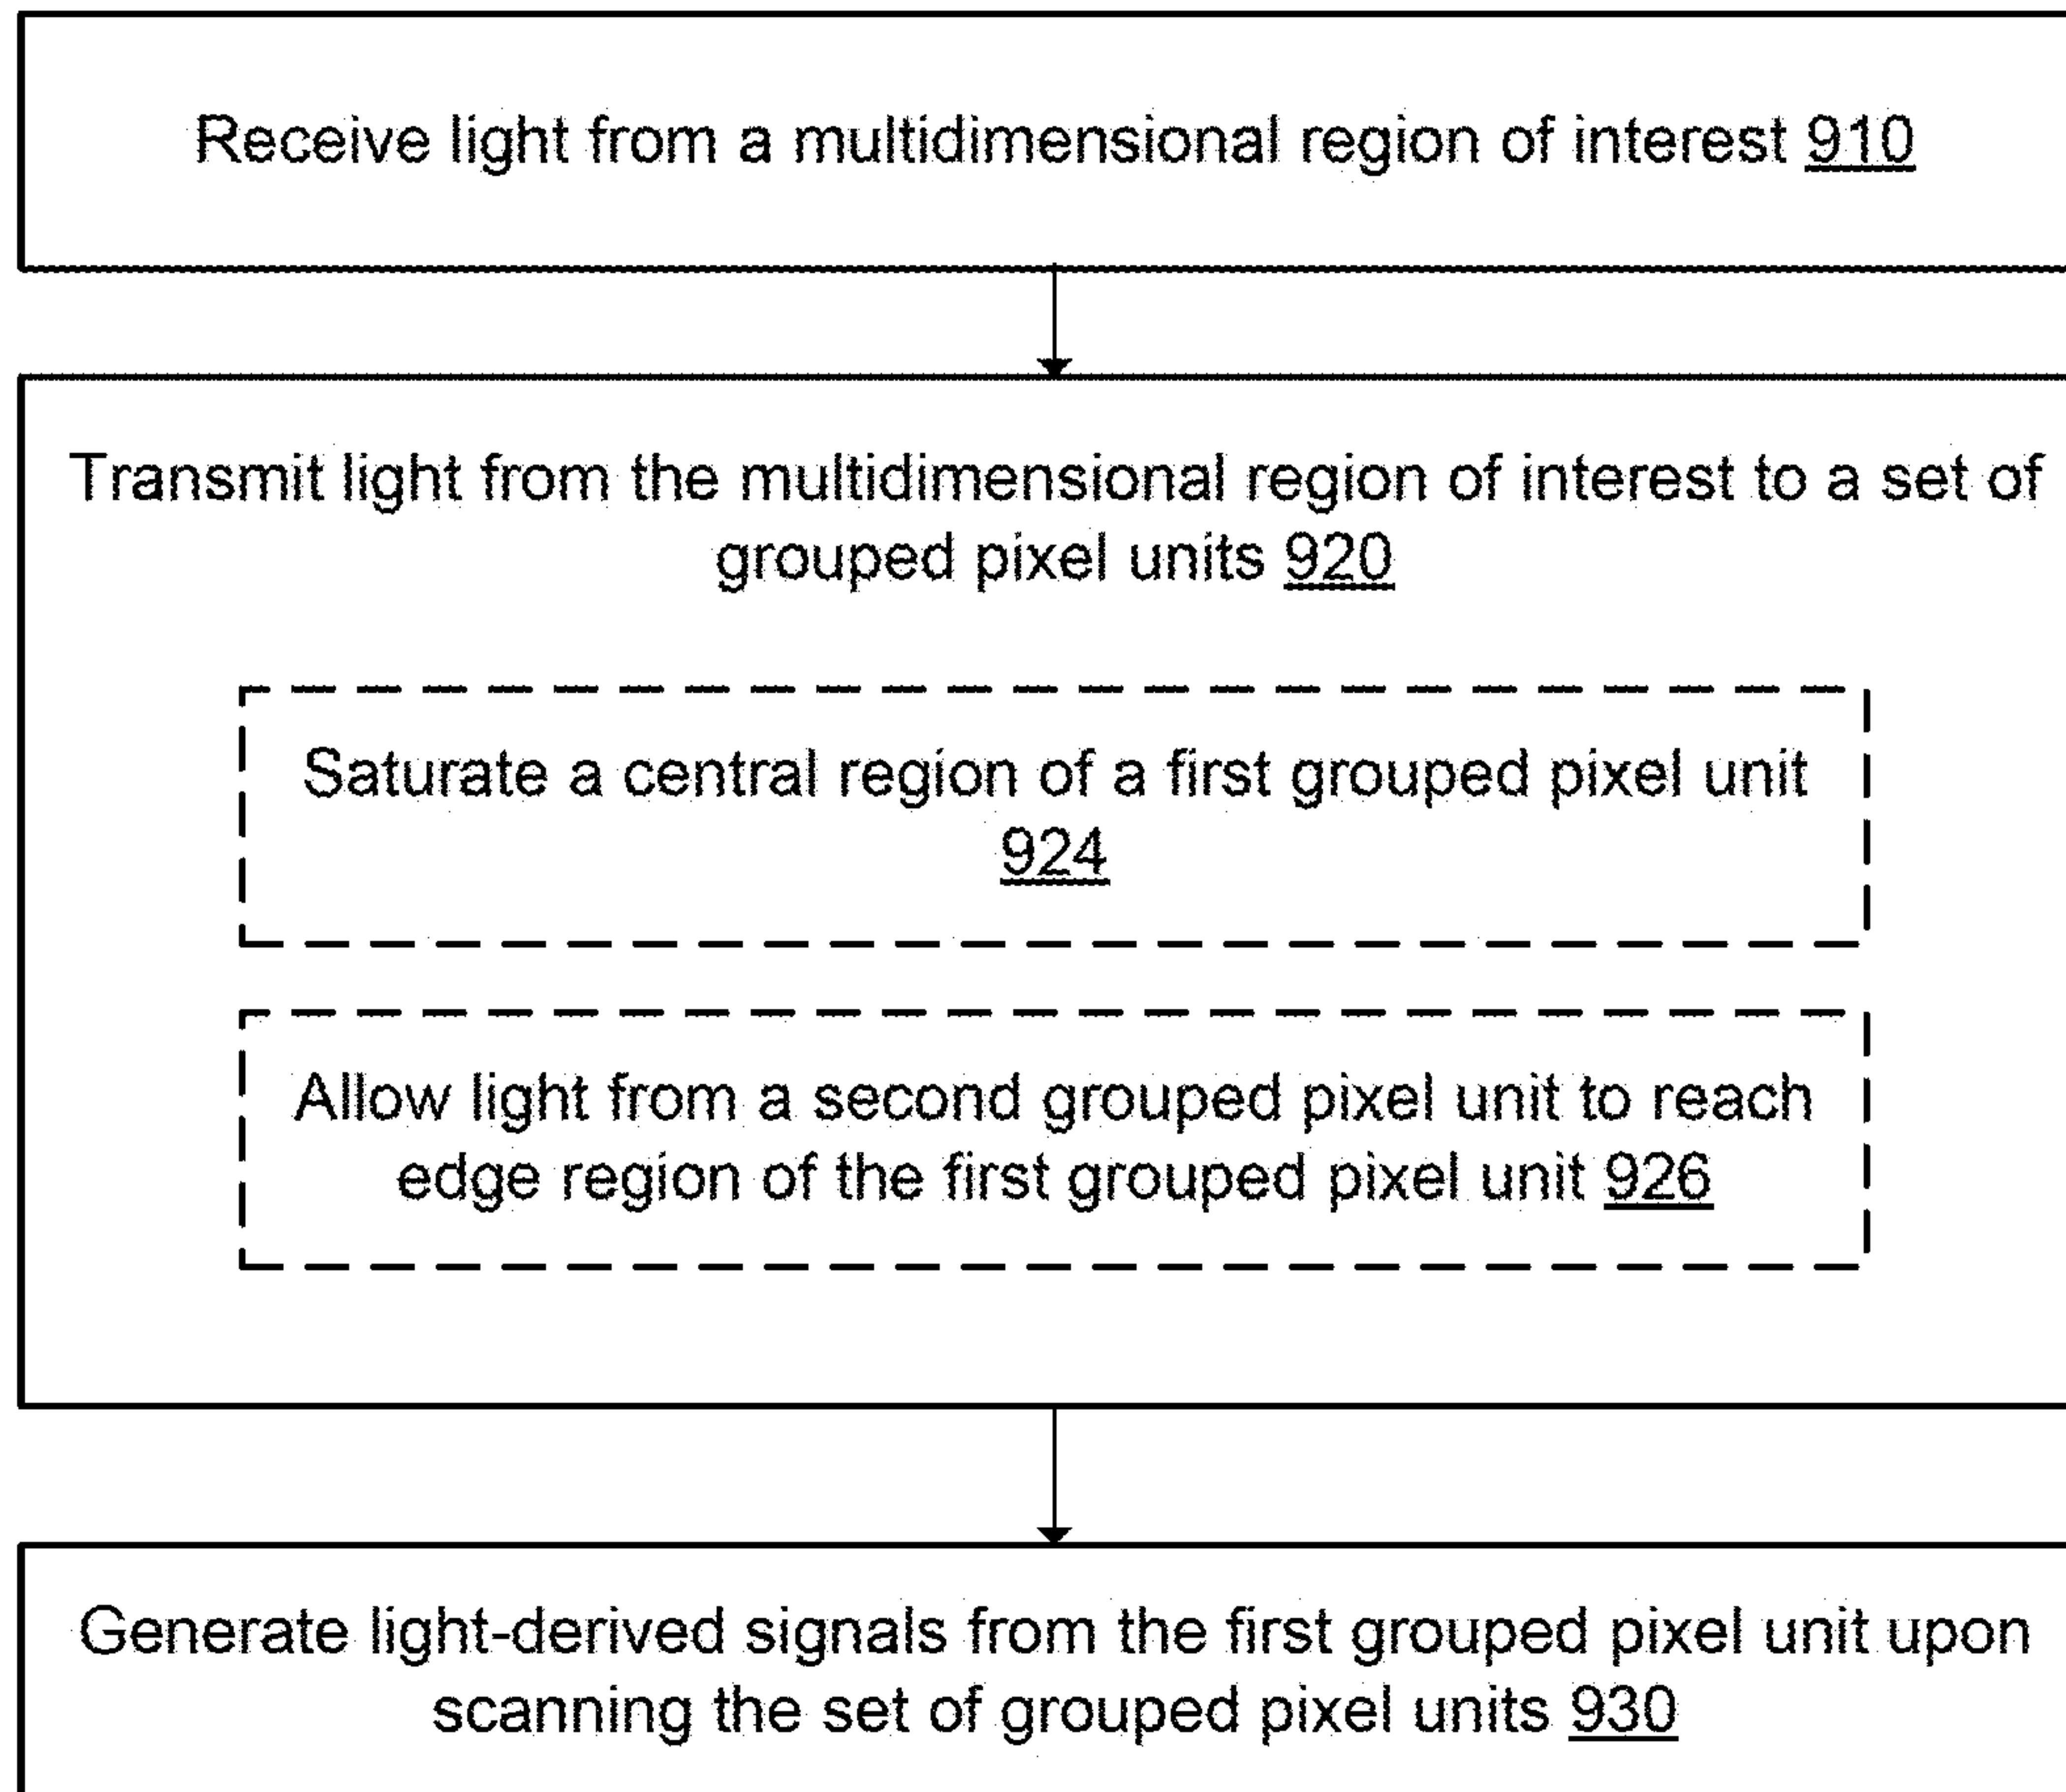 Receive light from a multidimensional region of interest 910
Transmit light from the multidimensional region of interest to a set of
grouped pixel units 920
Saturate a central region of a first grouped pixel unit
924
Allow light from a second grouped pixel unit to reach
edge region of the first grouped pixel unit 926
Generate light-derived signals from the first grouped pixel unit upon
scanning the set of grouped pixel units 930